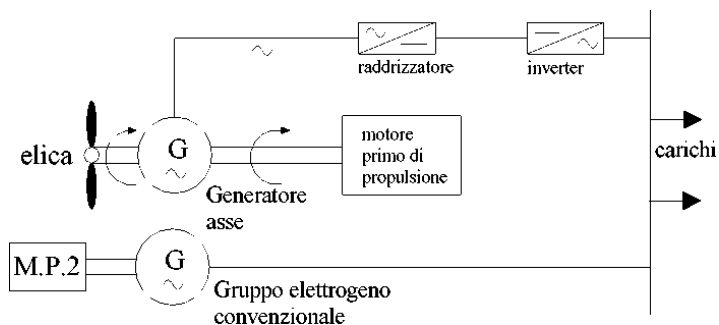 raddrizzatore
inverter
elica
G
motore
primo di
propulsione
carichi
Generatore
asse
M.P.2
G
Gruppo elettrogeno
convenzionale